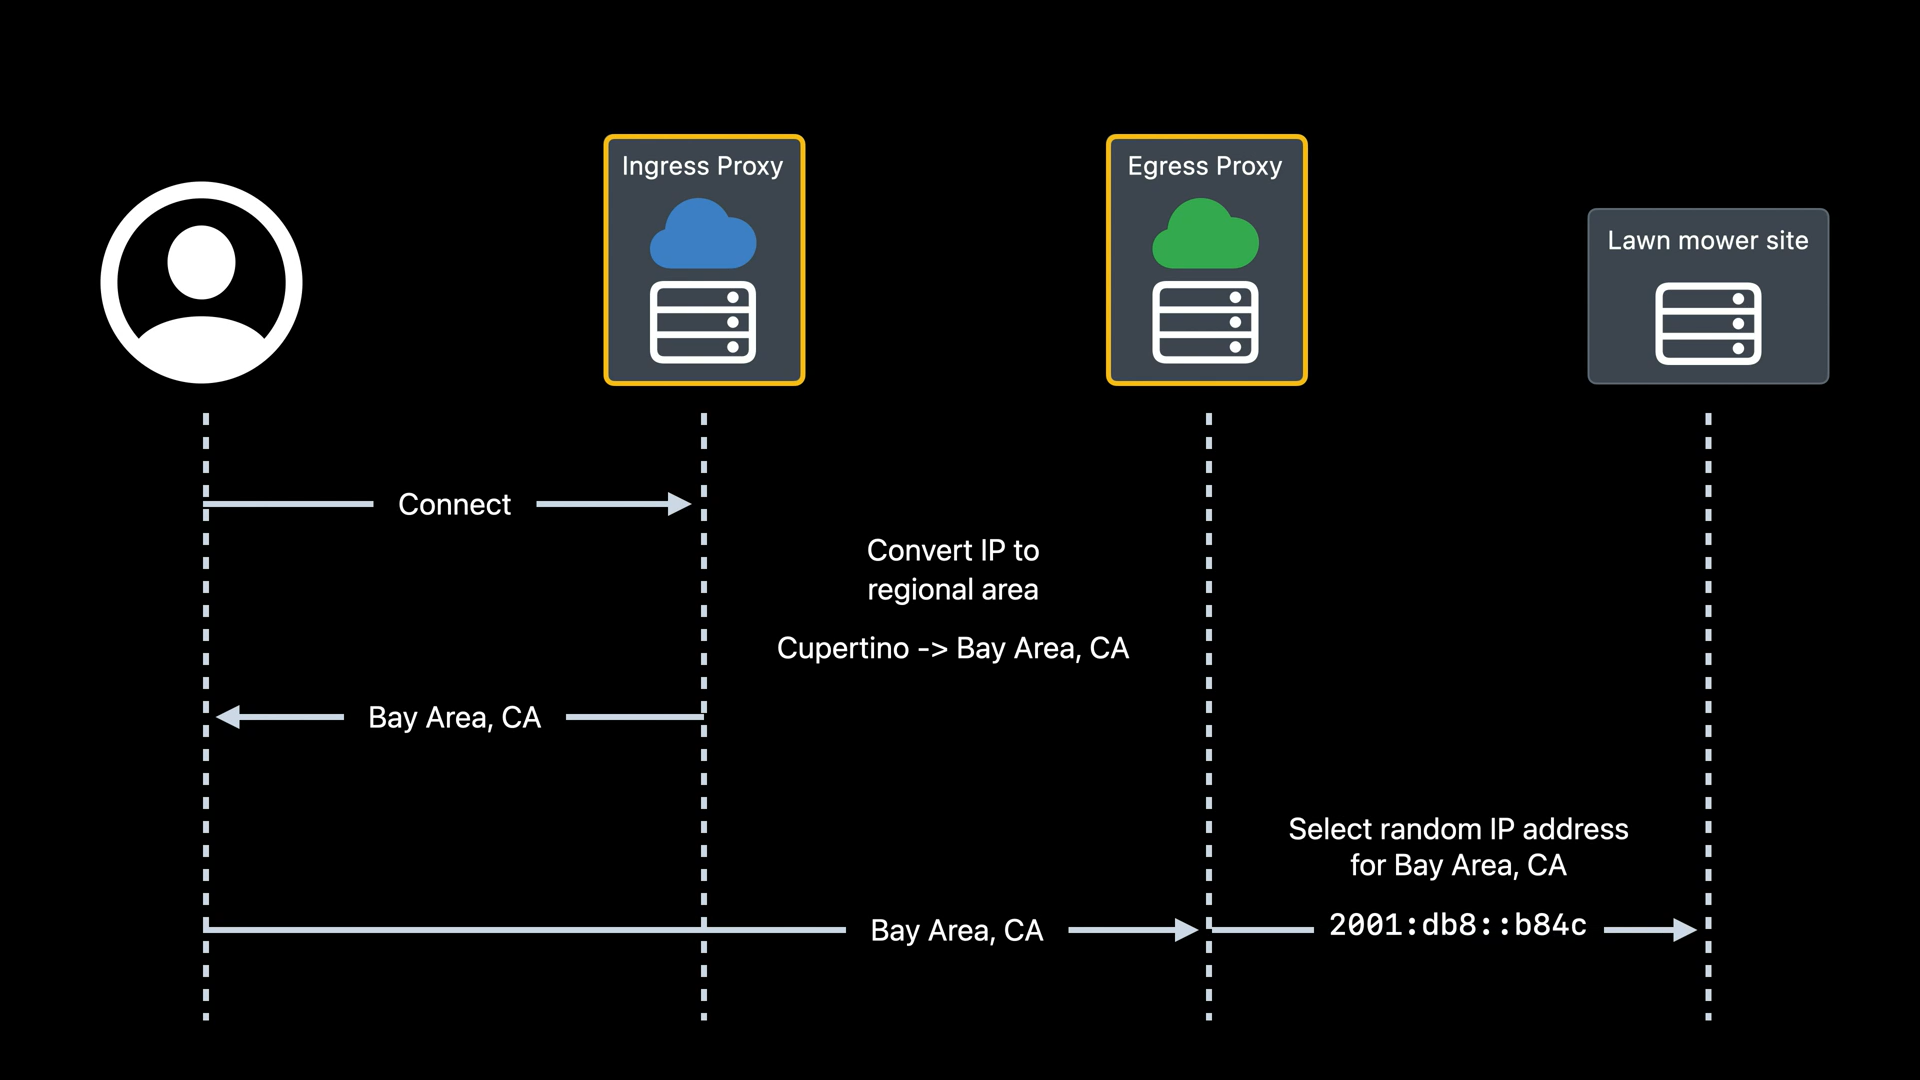 Ingress Proxy
Egress Proxy
Lawn mower site
Connect
Convert IP to
regional area
Cupertino -> Bay Area, CA
Bay Area, CA
Select random IP address
for Bay Area, CA
Bay Area, CA
2001:db8::b84c